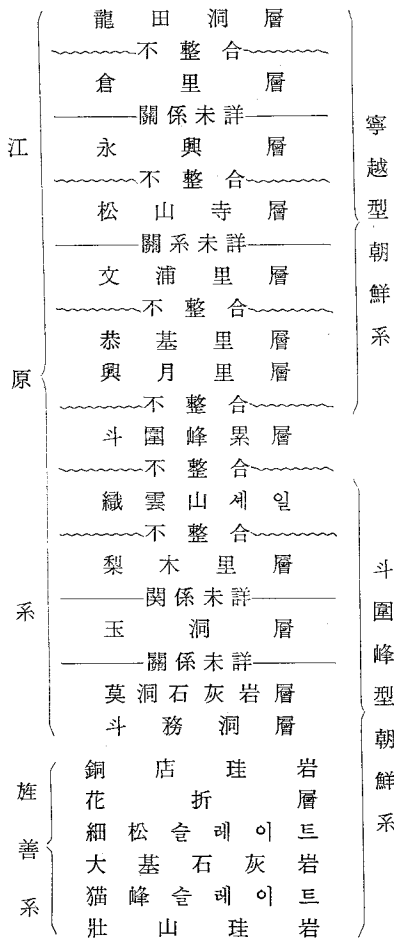 龍田洞層
不整合
倉里層
關係未詳
永興層
不整合
松山寺層
關系未詳
文浦里層
不整合
恭基里層
興月里層
不整合
斗圍峰累層
不整合
織雲山셰일
不整合
梨木里層
関係未詳
玉洞層
關係未詳
莫洞石灰岩層
斗務洞層
銅店珪岩
花折層
細松슬레이트
大基石灰岩
猫峰슬레이트
壯山珪岩
江原系
旌善系
寧越型朝鮮系
斗圍峰型朝鮮系